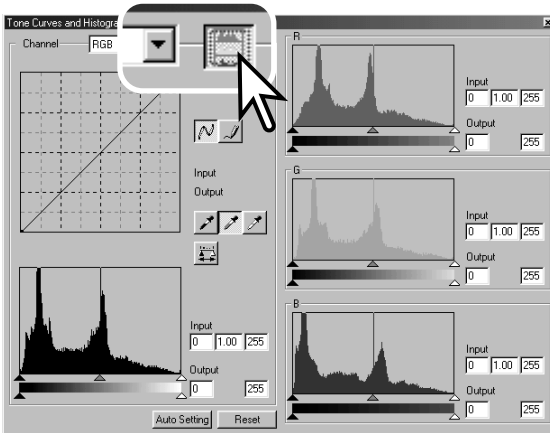 Tone Curves and Histogra
Channel
RGB
Input
Output
Input
0 1.00 255
Output
0 255
Auto Setting
Reset
R
Input
0 1.00 255
Output
0 255
G
Input
0 1.00 255
Output
0 255
B
Input
0 1.00 255
Output
0 255